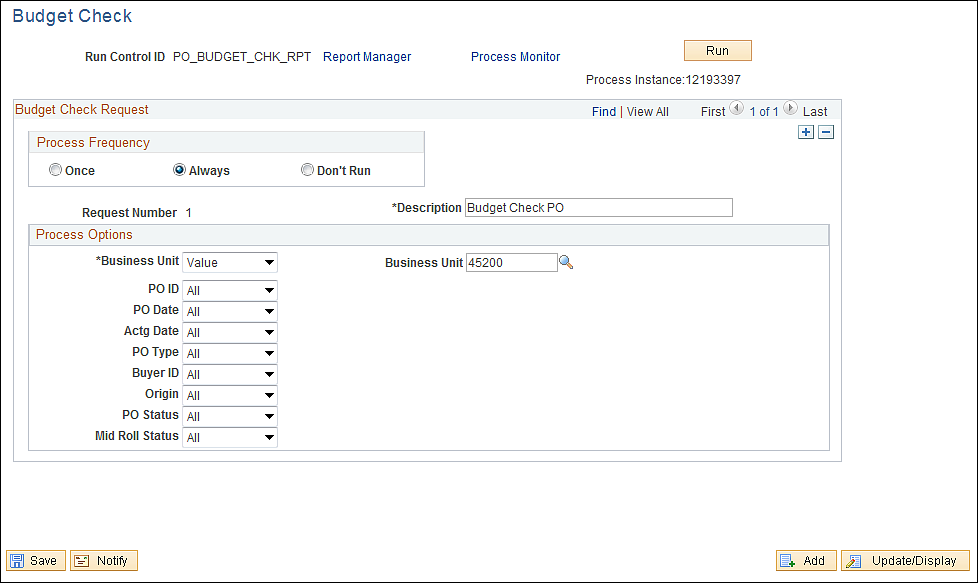 Budget Check
Run Control ID PO_BUDGET_CHK_RPT Report Manager Process Monitor Run
Process Instance:12193397
Budget Check Request Find | View All First 1 of 1 Last
Process Frequency
Once Always Don't Run
Request Number 1 *Description Budget Check PO
Process Options
*Business Unit Value Business Unit 45200
PO ID All
PO Date All
Actg Date All
PO Type All
Buyer ID All
Origin All
PO Status All
Mid Roll Status All
Save Notify Add Update/Display